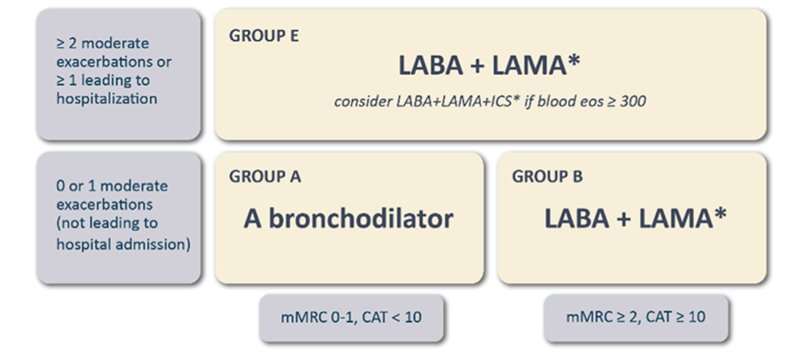 ≥ 2 moderate
exacerbations or
≥ 1 leading to
hospitalization
GROUP E
LABA + LAMA*
consider LABA+LAMA+ICS* if blood eos ≥ 300
0 or 1 moderate
exacerbations
(not leading to
hospital admission)
GROUP A
A bronchodilator
GROUP B
LABA + LAMA*
mMRC 0-1, CAT < 10
mMRC ≥ 2, CAT ≥ 10